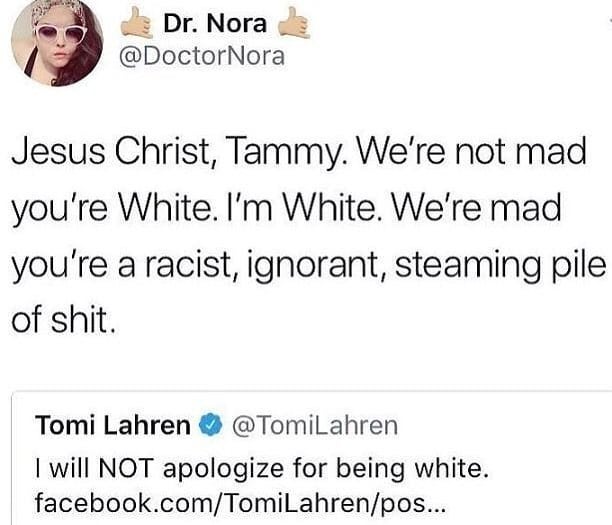 Dr. Nora
@DoctorNora
Jesus Christ, Tammy. We're not mad
you're White. I'm White. We're mad
you're a racist, ignorant, steaming pile
of shit.
Tomi Lahren @TomiLahren
I will NOT apologize for being white.
facebook.com/TomiLahren/pos...